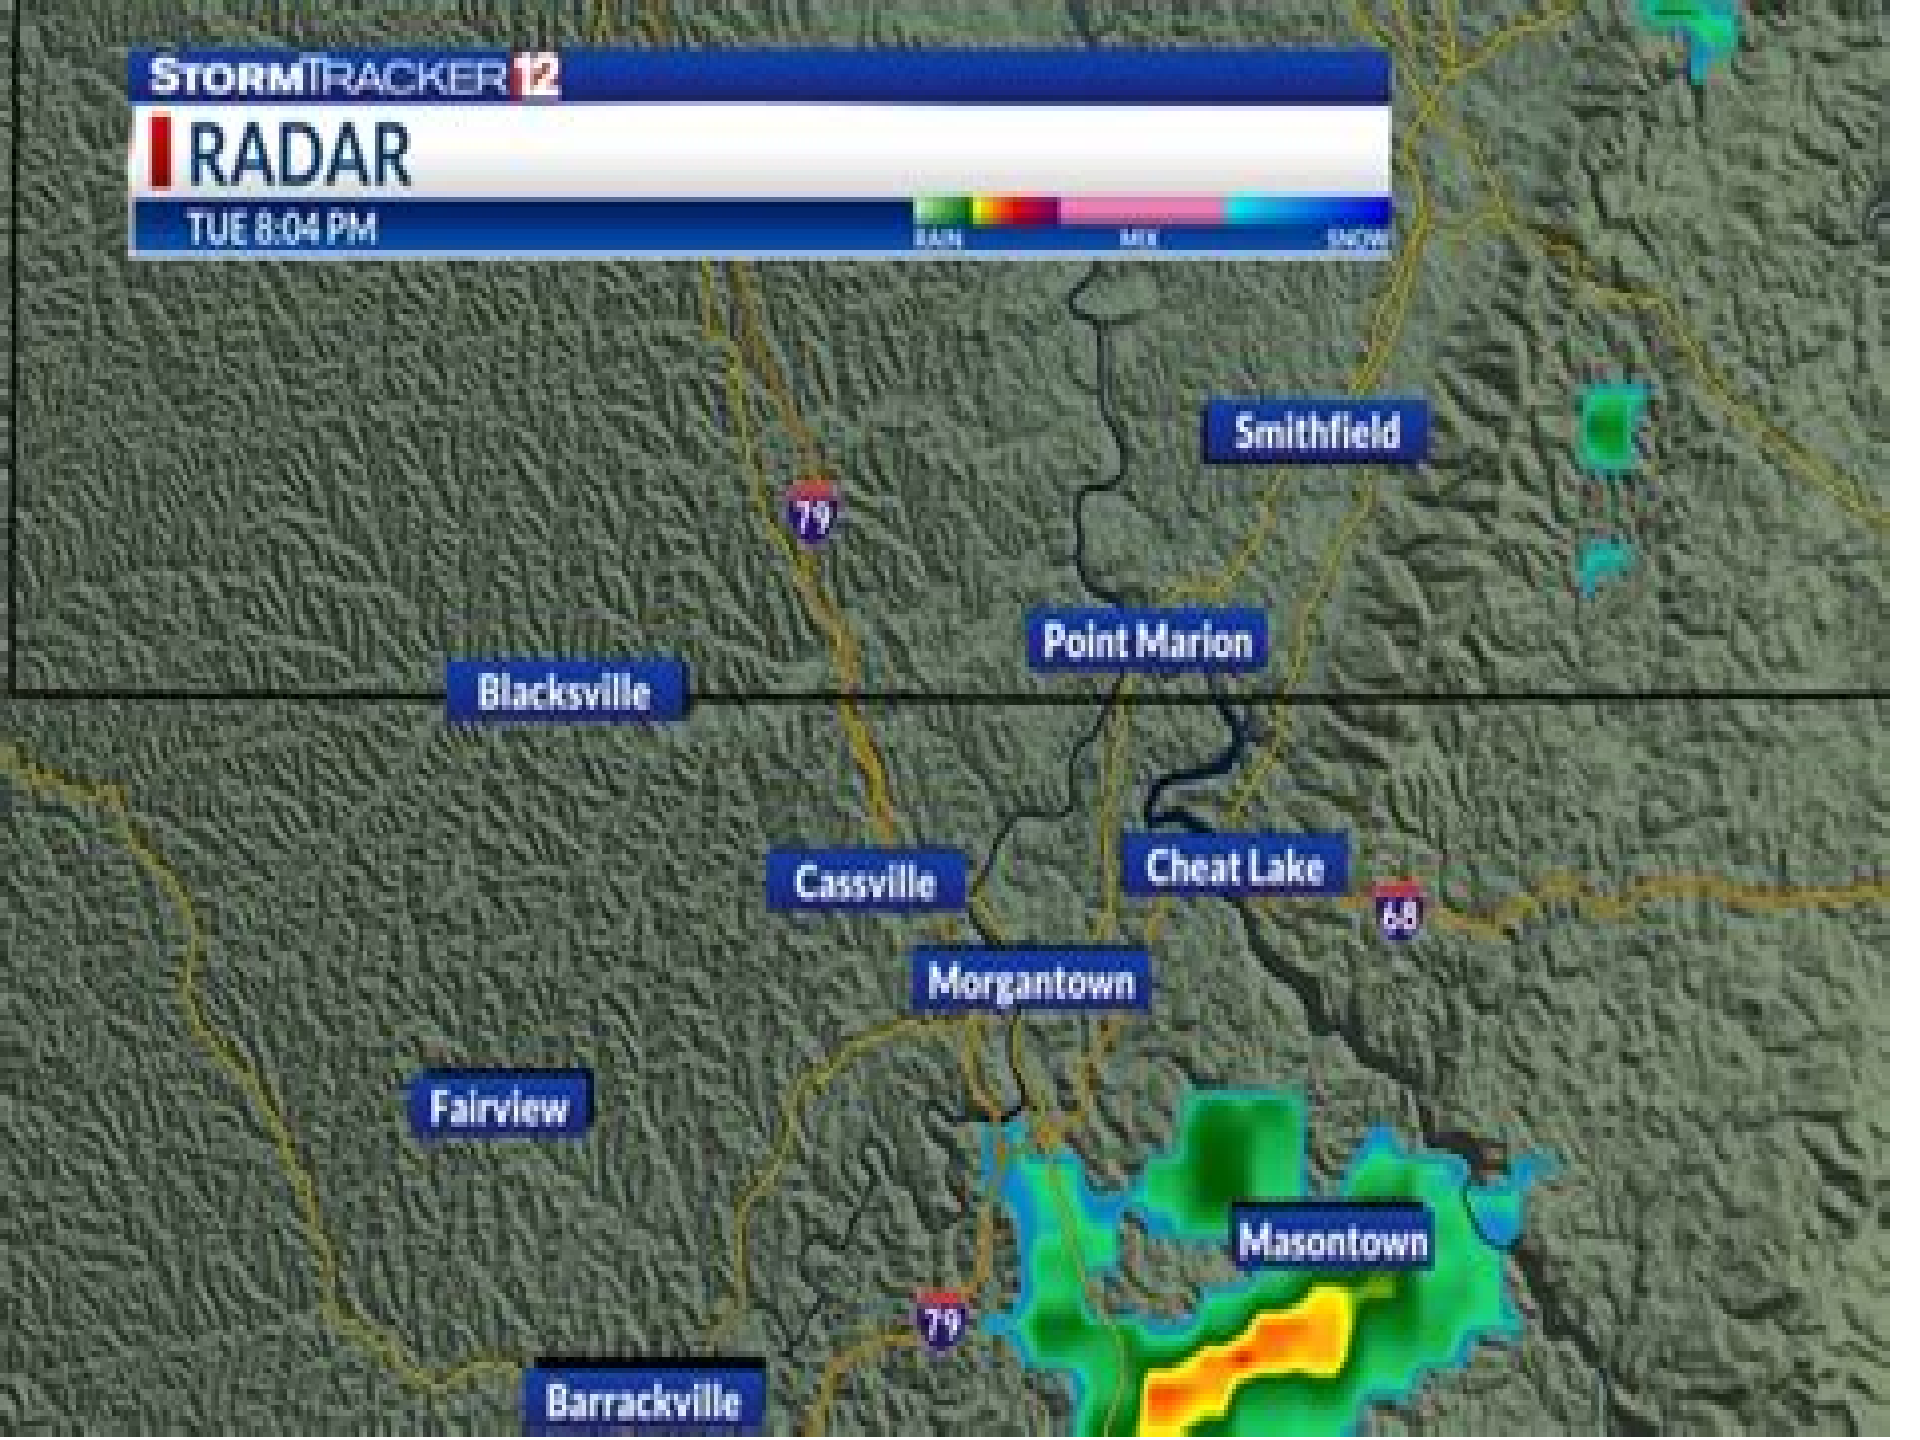 STORMTRACKER 12
RADAR
TUE 8:04 PM
RAIN MIX SNOW
Smithfield
79
Point Marion
Blacksville
Cassville
Cheat Lake
68
Morgantown
Fairview
Masontown
79
Barrackville